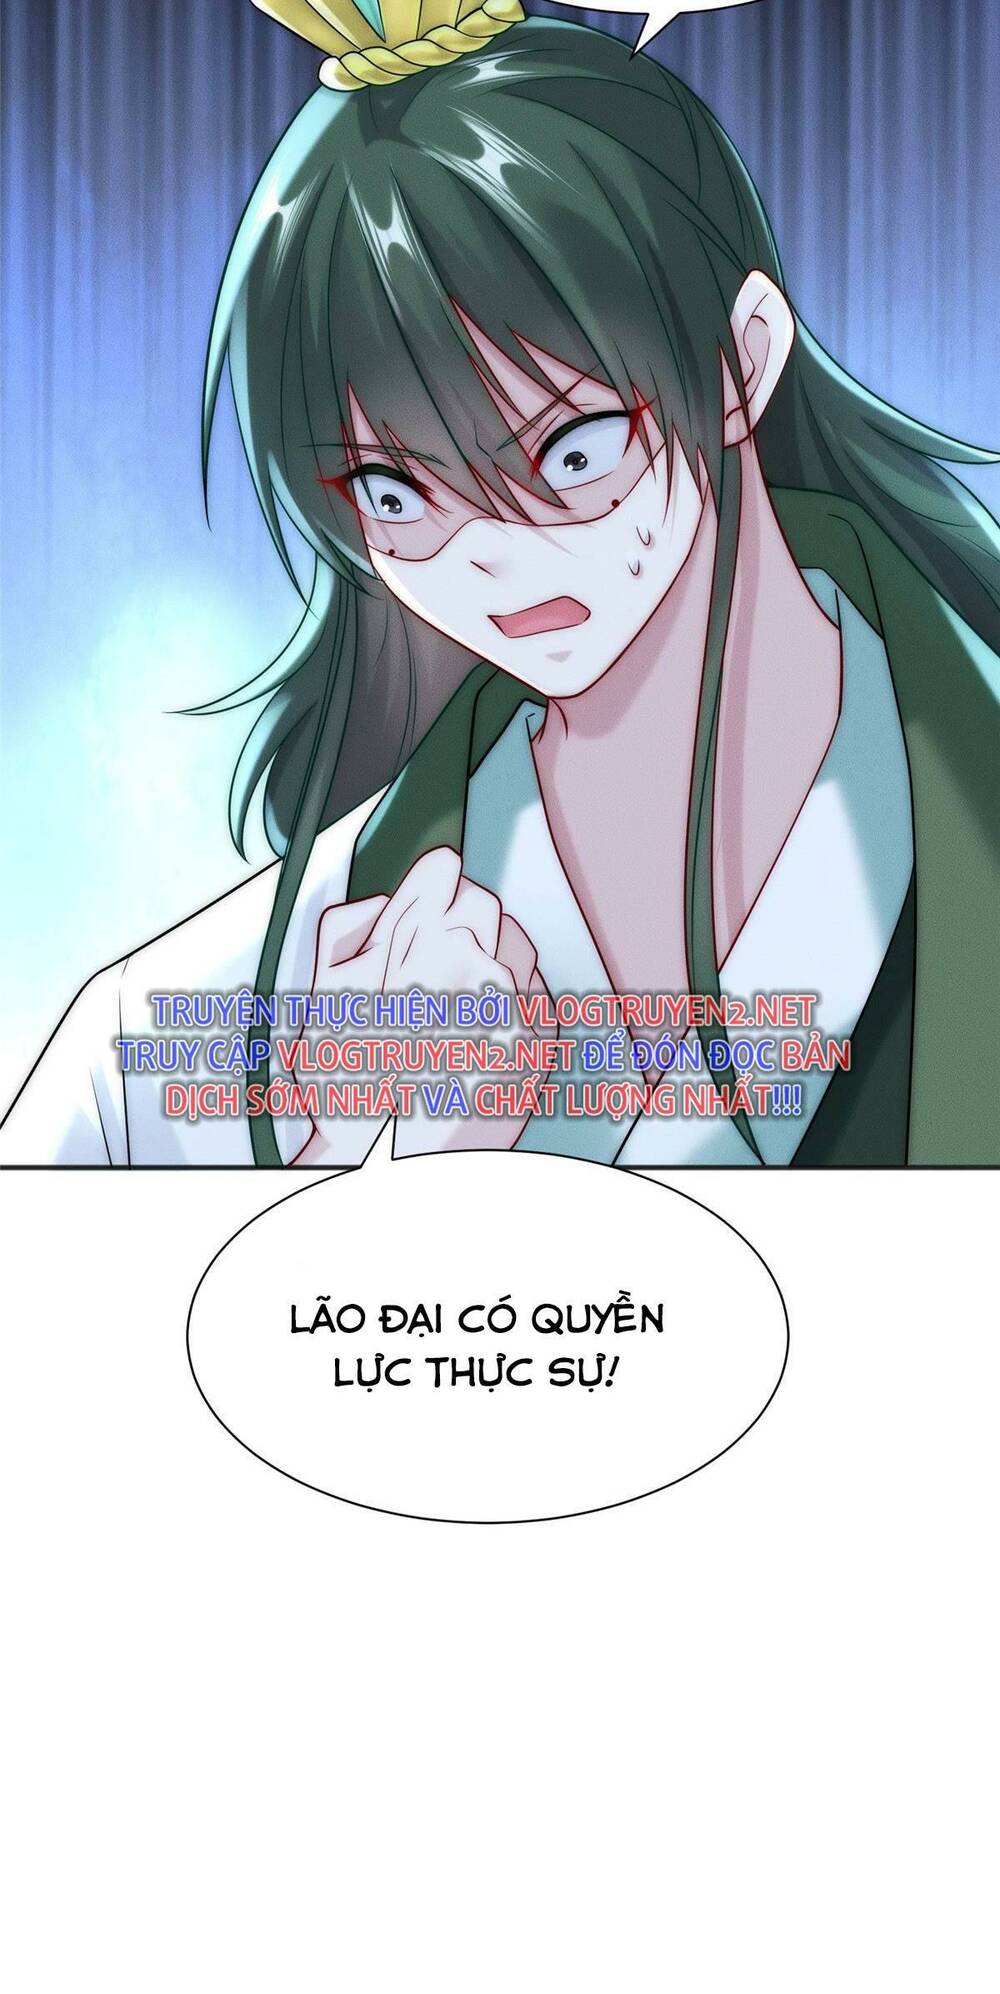 TRUYỆN THỰC HIỆN BỞI VLOGTRUYEN2.NET
TRUY CẬP VLOGTRUYEN2.NET ĐỂ ĐÓN ĐỌC BẢN
DỊCH SỚM NHẤT VÀ CHẤT LƯỢNG NHẤT!!!
LÃO ĐẠI CÓ QUYỀN
LỰC THỰC SỰ!